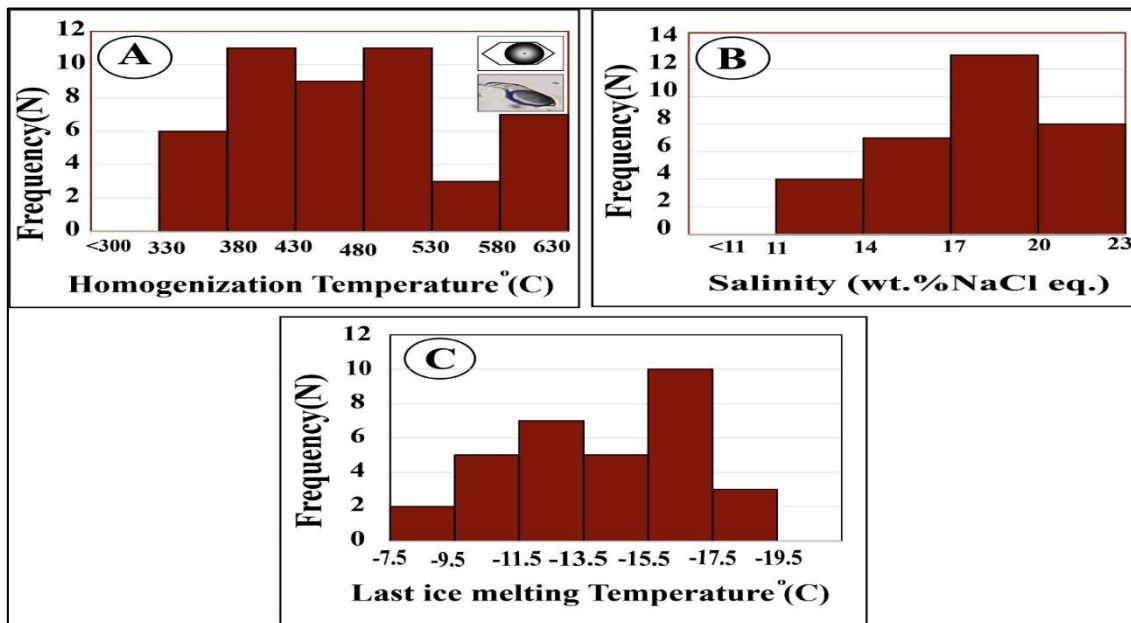 A
Frequency(N)
12
10
8
6
4
2
0
<300 330 380 430 480 530 580 630
Homogenization Temperature°(C)
B
Frequency(N)
14
12
10
8
6
4
2
0
<11 11 14 17 20 23
Salinity (wt.%NaCl eq.)
C
Frequency(N)
12
10
8
6
4
2
0
-7.5 -9.5 -11.5 -13.5 -15.5 -17.5 -19.5
Last ice melting Temperature°(C)